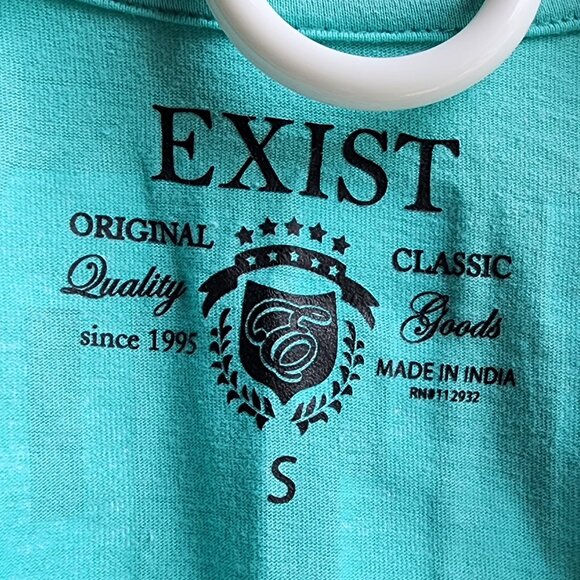 EXIST
ORIGINAL
Quality
since 1995
CLASSIC
Goods
MADE IN INDIA
RN#112932
S